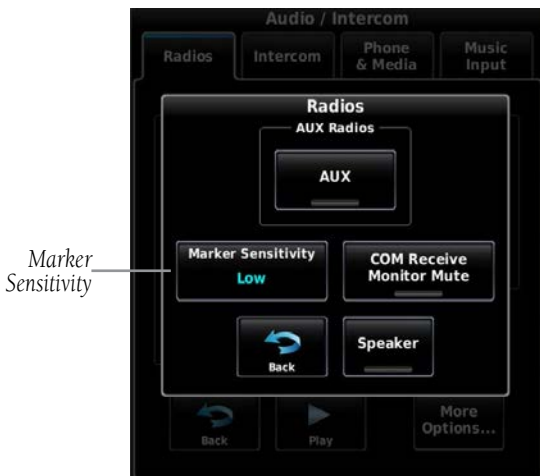 Audio / Intercom
Radios
Intercom
Phone
& Media
Music
Input
Radios
AUX Radios
AUX
Marker
Sensitivity
Marker Sensitivity
Low
COM Receive
Monitor Mute
Back
Speaker
Back
Play
More
Options...